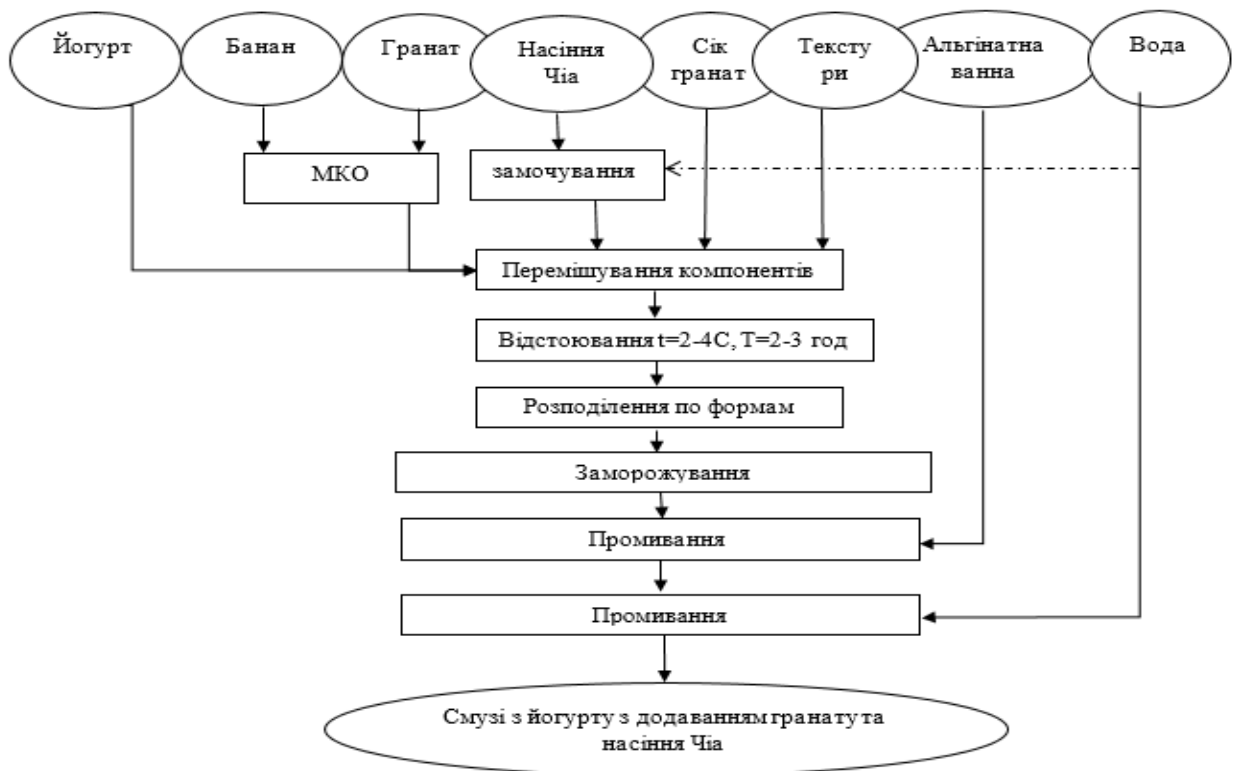 Йогурт
Банан
Гранат
Насіння
Чіа
Сік
гранат
Тексту
ри
Альгінатна
ванна
Вода
МКО
замочування
Перемішування компонентів
Відстоювання t=2-4С, Т=2-3 год
Розподілення по формам
Заморожування
Промивання
Промивання
Смузі з йогурту з додаванням гранату та
насіння Чіа